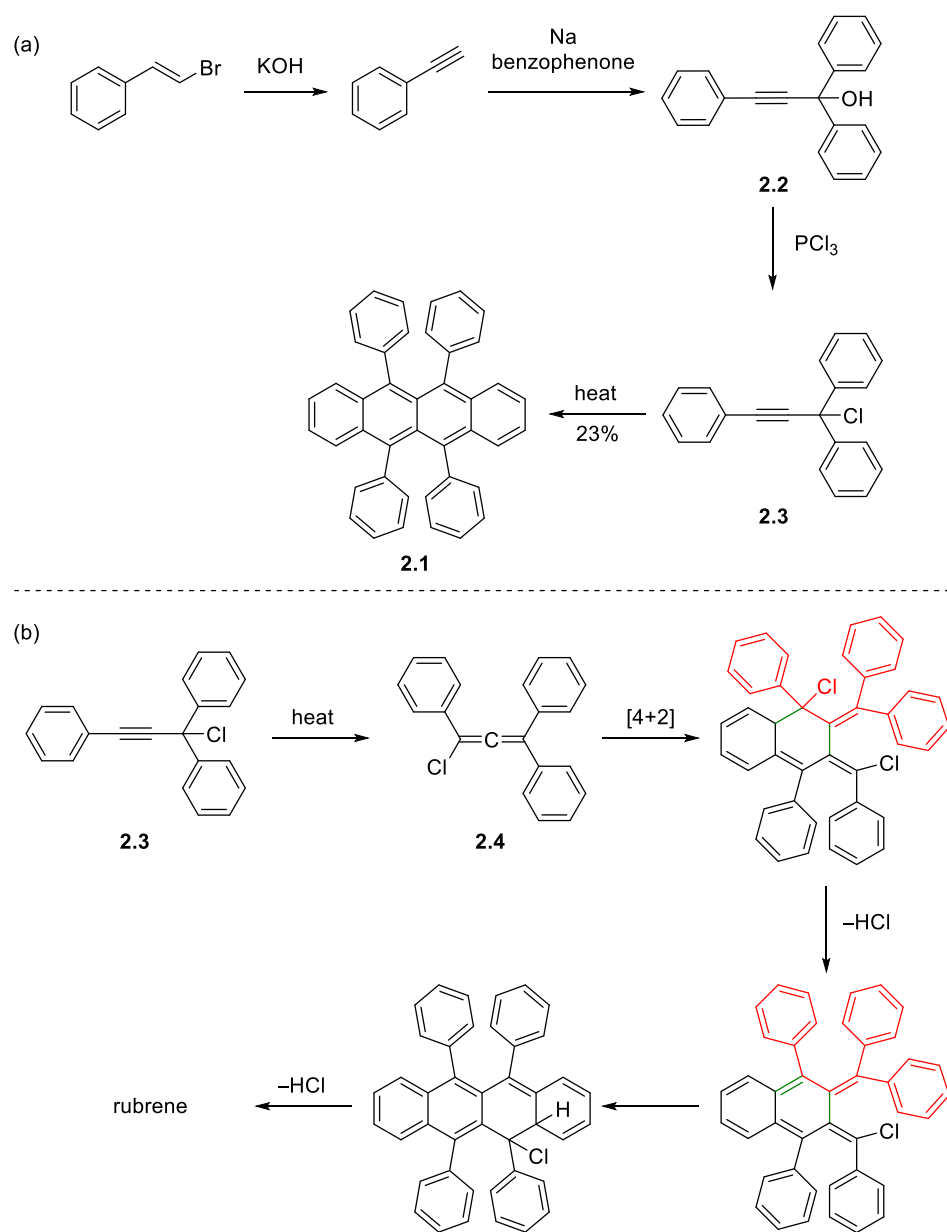 (a)
Br
KOH
Na
benzophenone
OH
2.2
PCl3
Cl
2.3
heat
23%
2.1
(b)
Cl
2.3
heat
Cl
2.4
[4+2]
Cl
Cl
–HCl
Cl
H
Cl
–HCl
rubrene